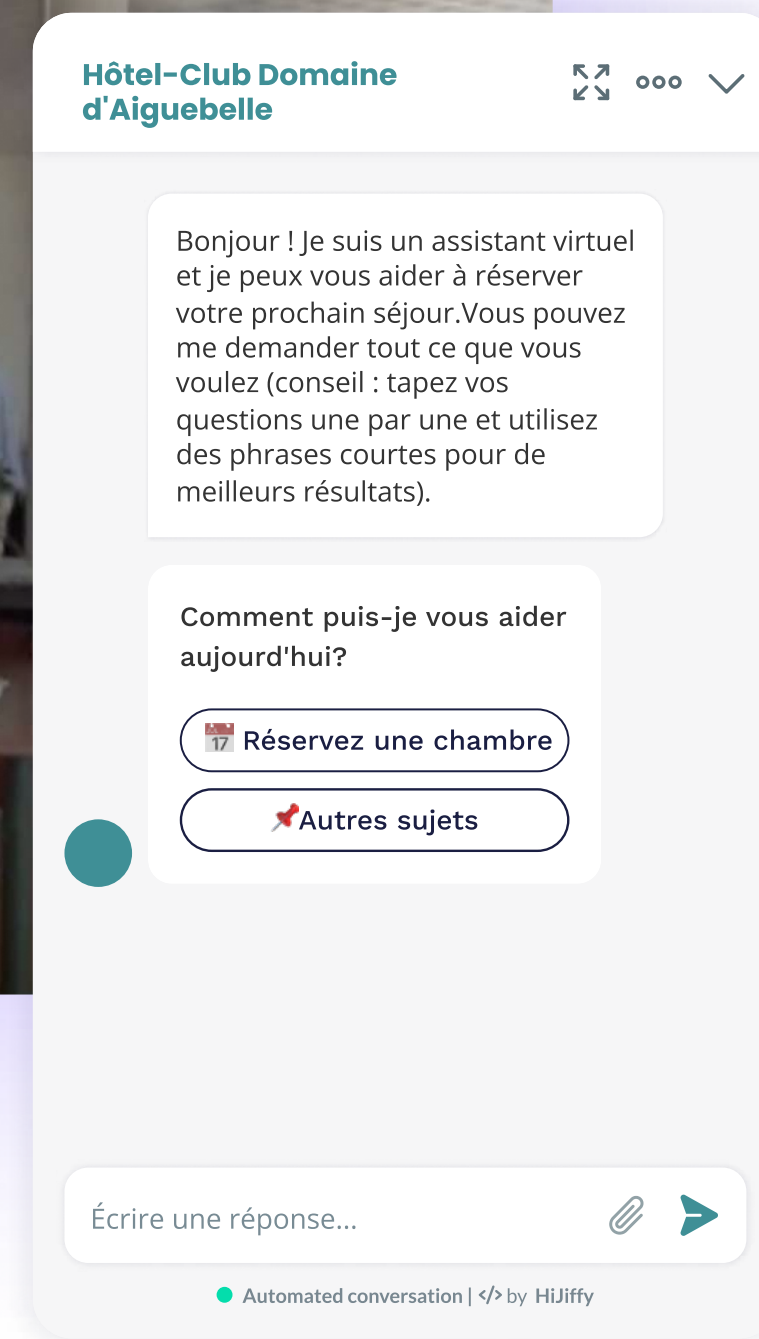 Hôtel-Club Domaine
d'Aiguebelle
Bonjour ! Je suis un assistant virtuel
et je peux vous aider à réserver
votre prochain séjour.Vous pouvez
me demander tout ce que vous
voulez (conseil : tapez vos
questions une par une et utilisez
des phrases courtes pour de
meilleurs résultats).
Comment puis-je vous aider
aujourd'hui?
📅 Réservez une chambre
📌Autres sujets
Écrire une réponse...
Automated conversation | </> by HiJiffy